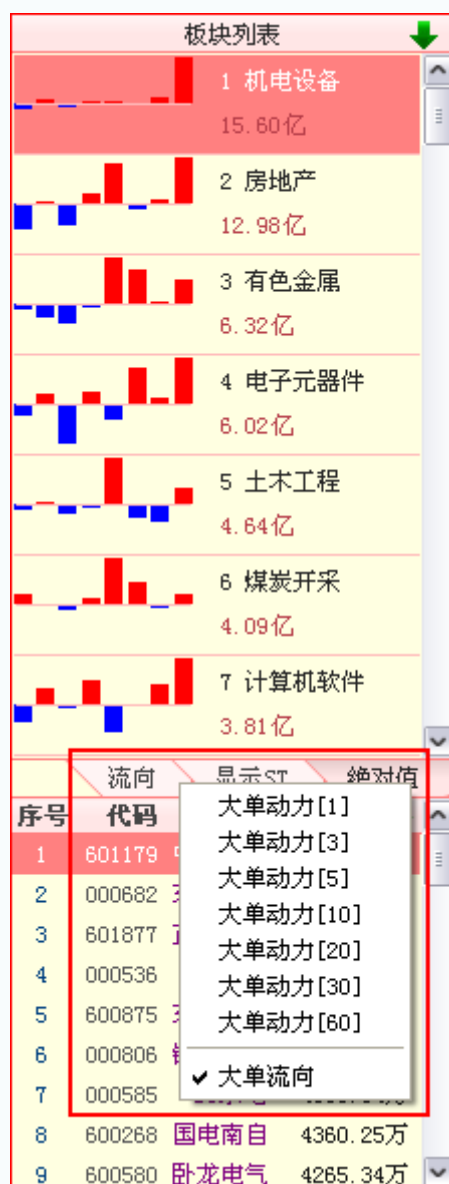 板块列表
1 机电设备
15.60亿
2 房地产
12.98亿
3 有色金属
6.32亿
4 电子元器件
6.02亿
5 土木工程
4.64亿
6 煤炭开采
4.09亿
7 计算机软件
3.81亿
流向 显示ST 绝对值
序号 代码
大单动力[1]
大单动力[3]
大单动力[5]
大单动力[10]
大单动力[20]
大单动力[30]
大单动力[60]
✔ 大单流向
1 601179
2 000682
3 601877
4 000536
5 600875
6 000806
7 000585
8 600268 国电南自 4360.25万
9 600580 卧龙电气 4265.34万